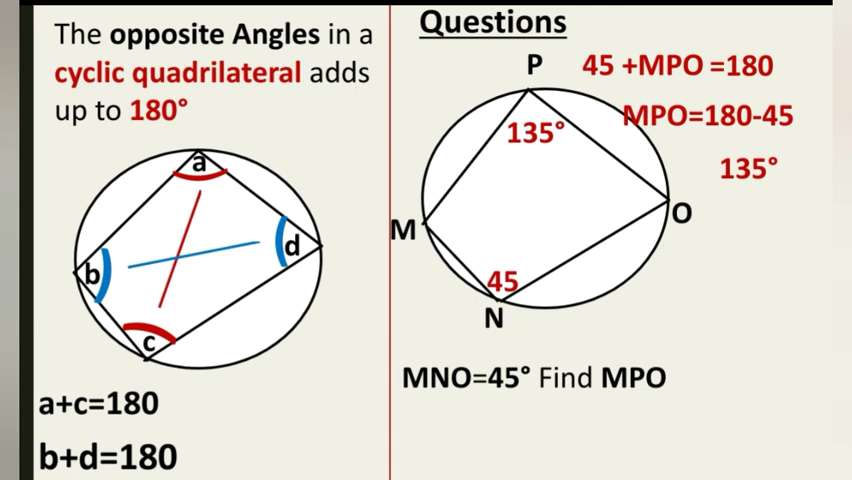 The opposite Angles in a
cyclic quadrilateral adds
up to 180°
a
b
d
c
a+c=180
b+d=180
Questions
P
45 +MPO =180
MPO=180-45
135°
135°
M
O
45
N
MNO=45° Find MPO